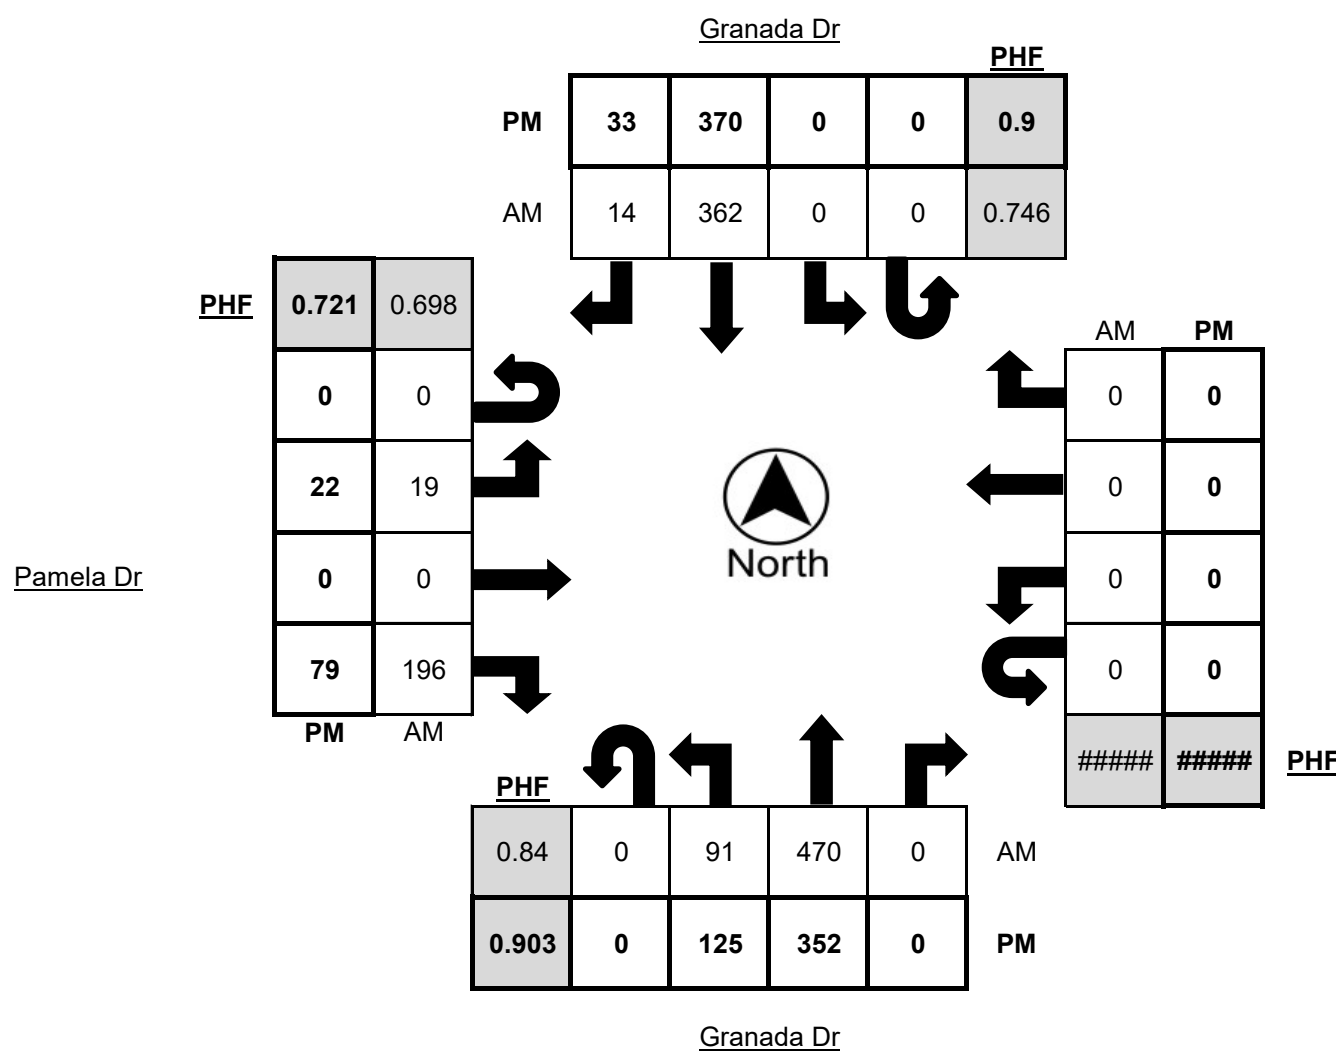 Granada Dr
PHF
PM 33 370 0 0 0.9
AM 14 362 0 0 0.746
PHF 0.721 0.698
AM PM
0 0
0 0
22 19
0 0
North
Pamela Dr
0 0
0 0
79 196
0 0
PM AM
##### ##### PHF
PHF
0.84 0 91 470 0 AM
0.903 0 125 352 0 PM
Granada Dr